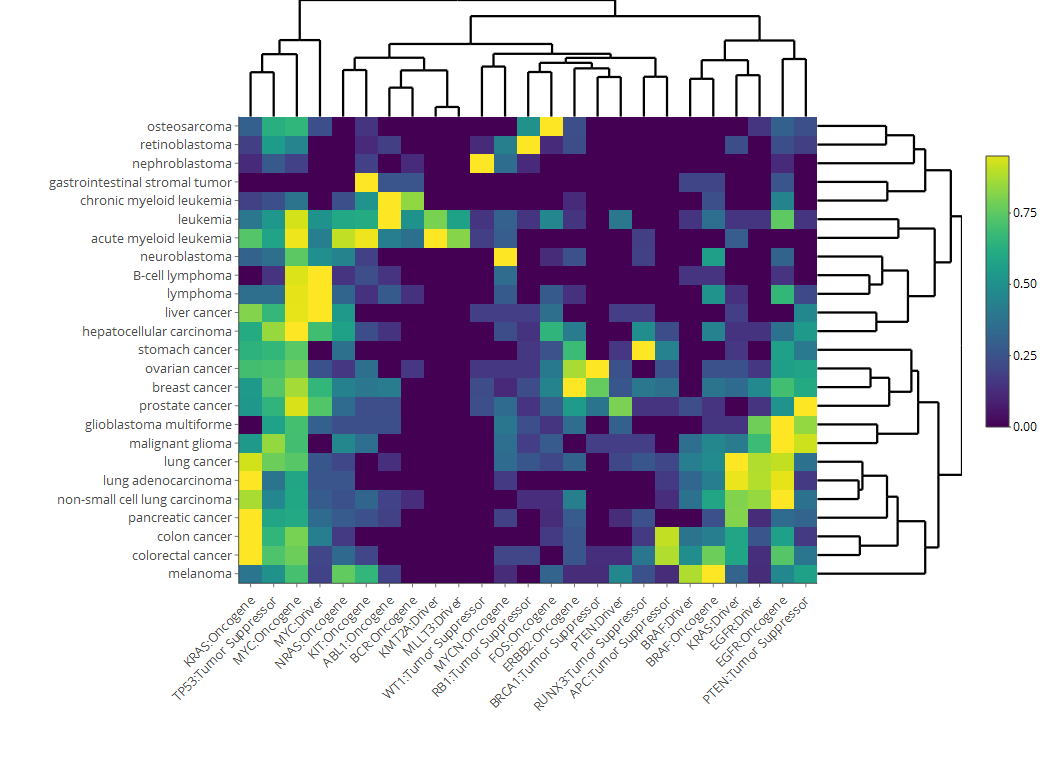 osteosarcoma
retinoblastoma
nephroblastoma
gastrointestinal stromal tumor
chronic myeloid leukemia
leukemia
acute myeloid leukemia
neuroblastoma
B-cell lymphoma
lymphoma
liver cancer
hepatocellular carcinoma
stomach cancer
ovarian cancer
breast cancer
prostate cancer
glioblastoma multiforme
malignant glioma
lung cancer
lung adenocarcinoma
non-small cell lung carcinoma
pancreatic cancer
colon cancer
colorectal cancer
melanoma
KRAS:Oncogene
TP53:Tumor Suppressor
MYC:Oncogene
MYC:Driver
NRAS:Oncogene
KIT:Oncogene
ABL1:Oncogene
BCR:Oncogene
KMT2A:Driver
MLLT3:Driver
WT1:Tumor Suppressor
MYCN:Oncogene
RB1:Tumor Suppressor
FOS:Oncogene
ERBB2:Oncogene
BRCA1:Tumor Suppressor
PTEN:Driver
RUNX3:Tumor Suppressor
APC:Tumor Suppressor
BRAF:Driver
BRAF:Oncogene
KRAS:Driver
EGFR:Driver
EGFR:Oncogene
PTEN:Tumor Suppressor
0.75
0.50
0.25
0.00